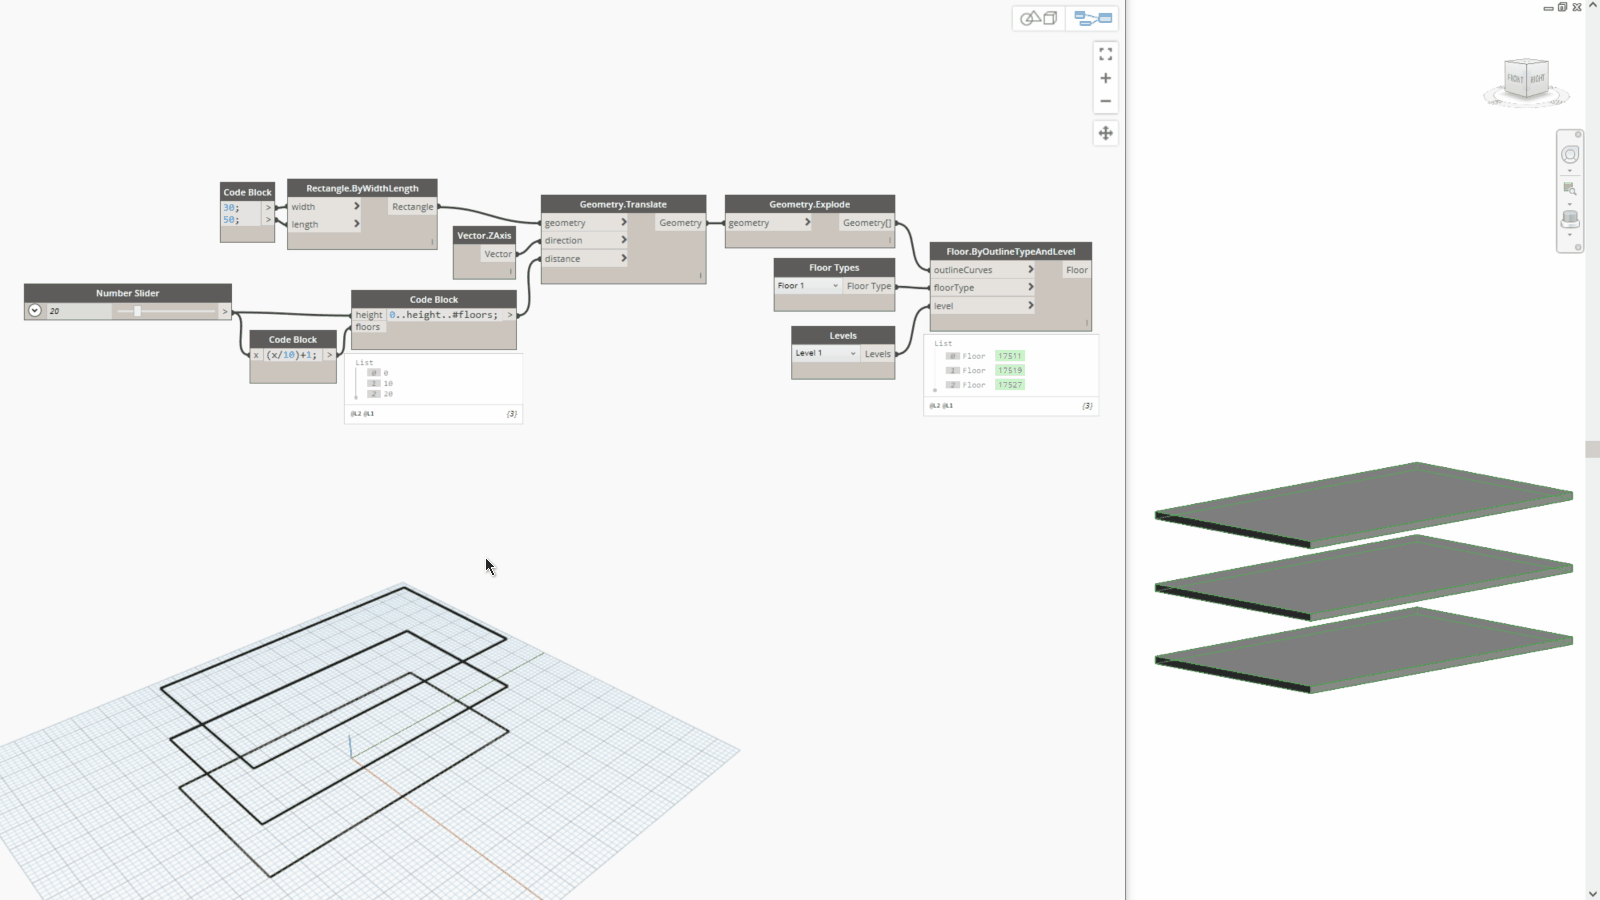 FRONT
RIGHT
Code Block
30; >
50; >
Rectangle.ByWidthLength
width > Rectangle
length >
Vector.ZAxis
Vector
Geometry.Translate
geometry > Geometry
direction >
distance >
Geometry.Explode
geometry > Geometry[]
Floor Types
Floor 1 Floor Type
Floor.ByOutlineTypeAndLevel
outlineCurves > Floor
floorType >
level >
Number Slider
20 >
Code Block
x (x/10)+1; >
Code Block
height 0..height..#floors; >
floors
List
0 0
1 10
2 20
@L2 @L1 {3}
Levels
Level 1 Levels
List
0 Floor 17511
1 Floor 17519
2 Floor 17527
@L2 @L1 {3}